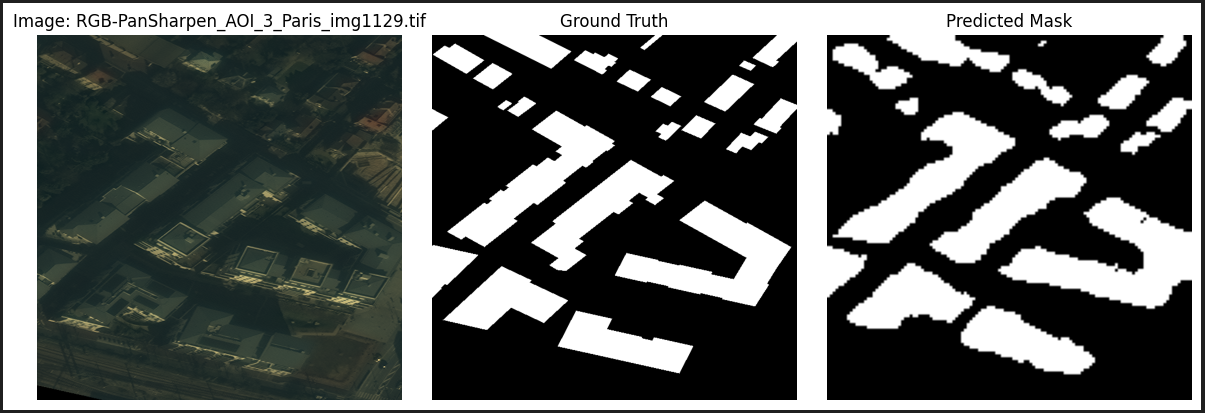 Image: RGB-PanSharpen_AOI_3_Paris_img1129.tif
Ground Truth
Predicted Mask